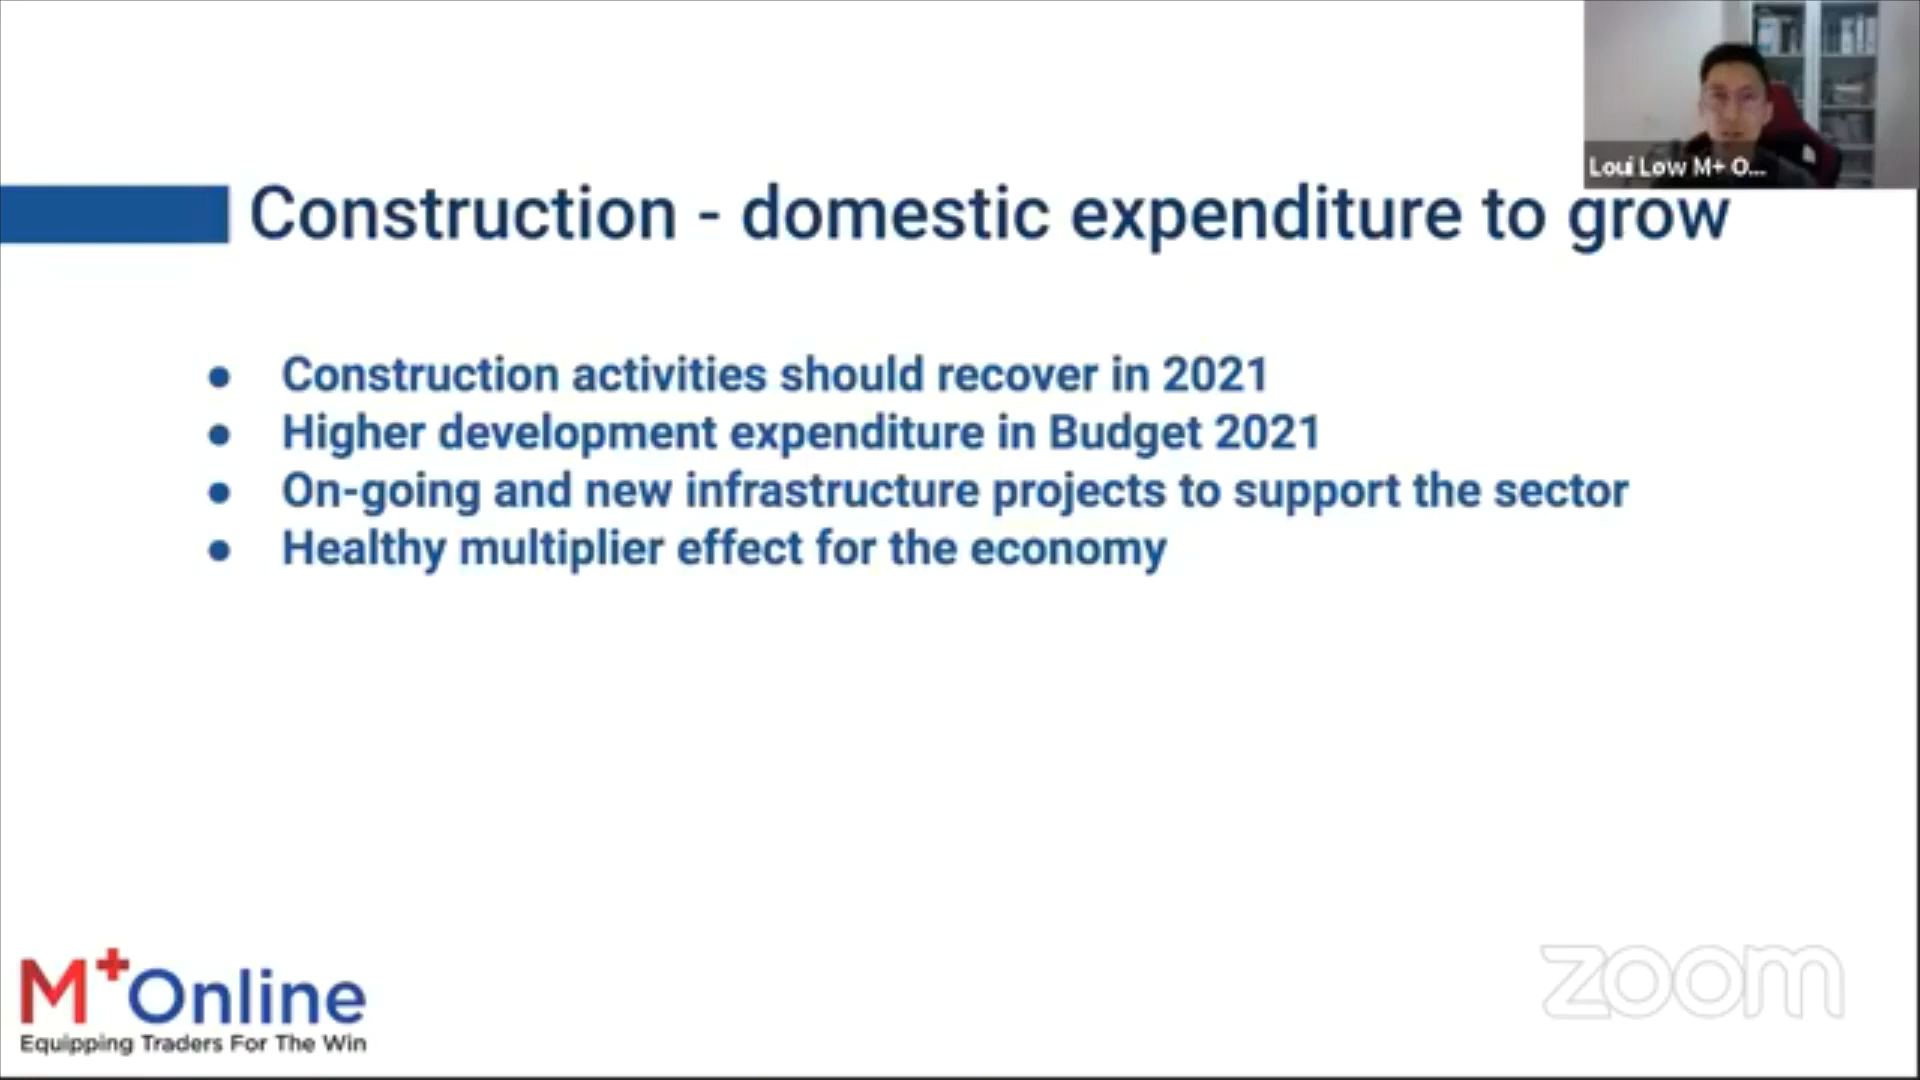 Loui Low M+ O...
Construction - domestic expenditure to grow
● Construction activities should recover in 2021
● Higher development expenditure in Budget 2021
● On-going and new infrastructure projects to support the sector
● Healthy multiplier effect for the economy
M+Online
Equipping Traders For The Win
zoom